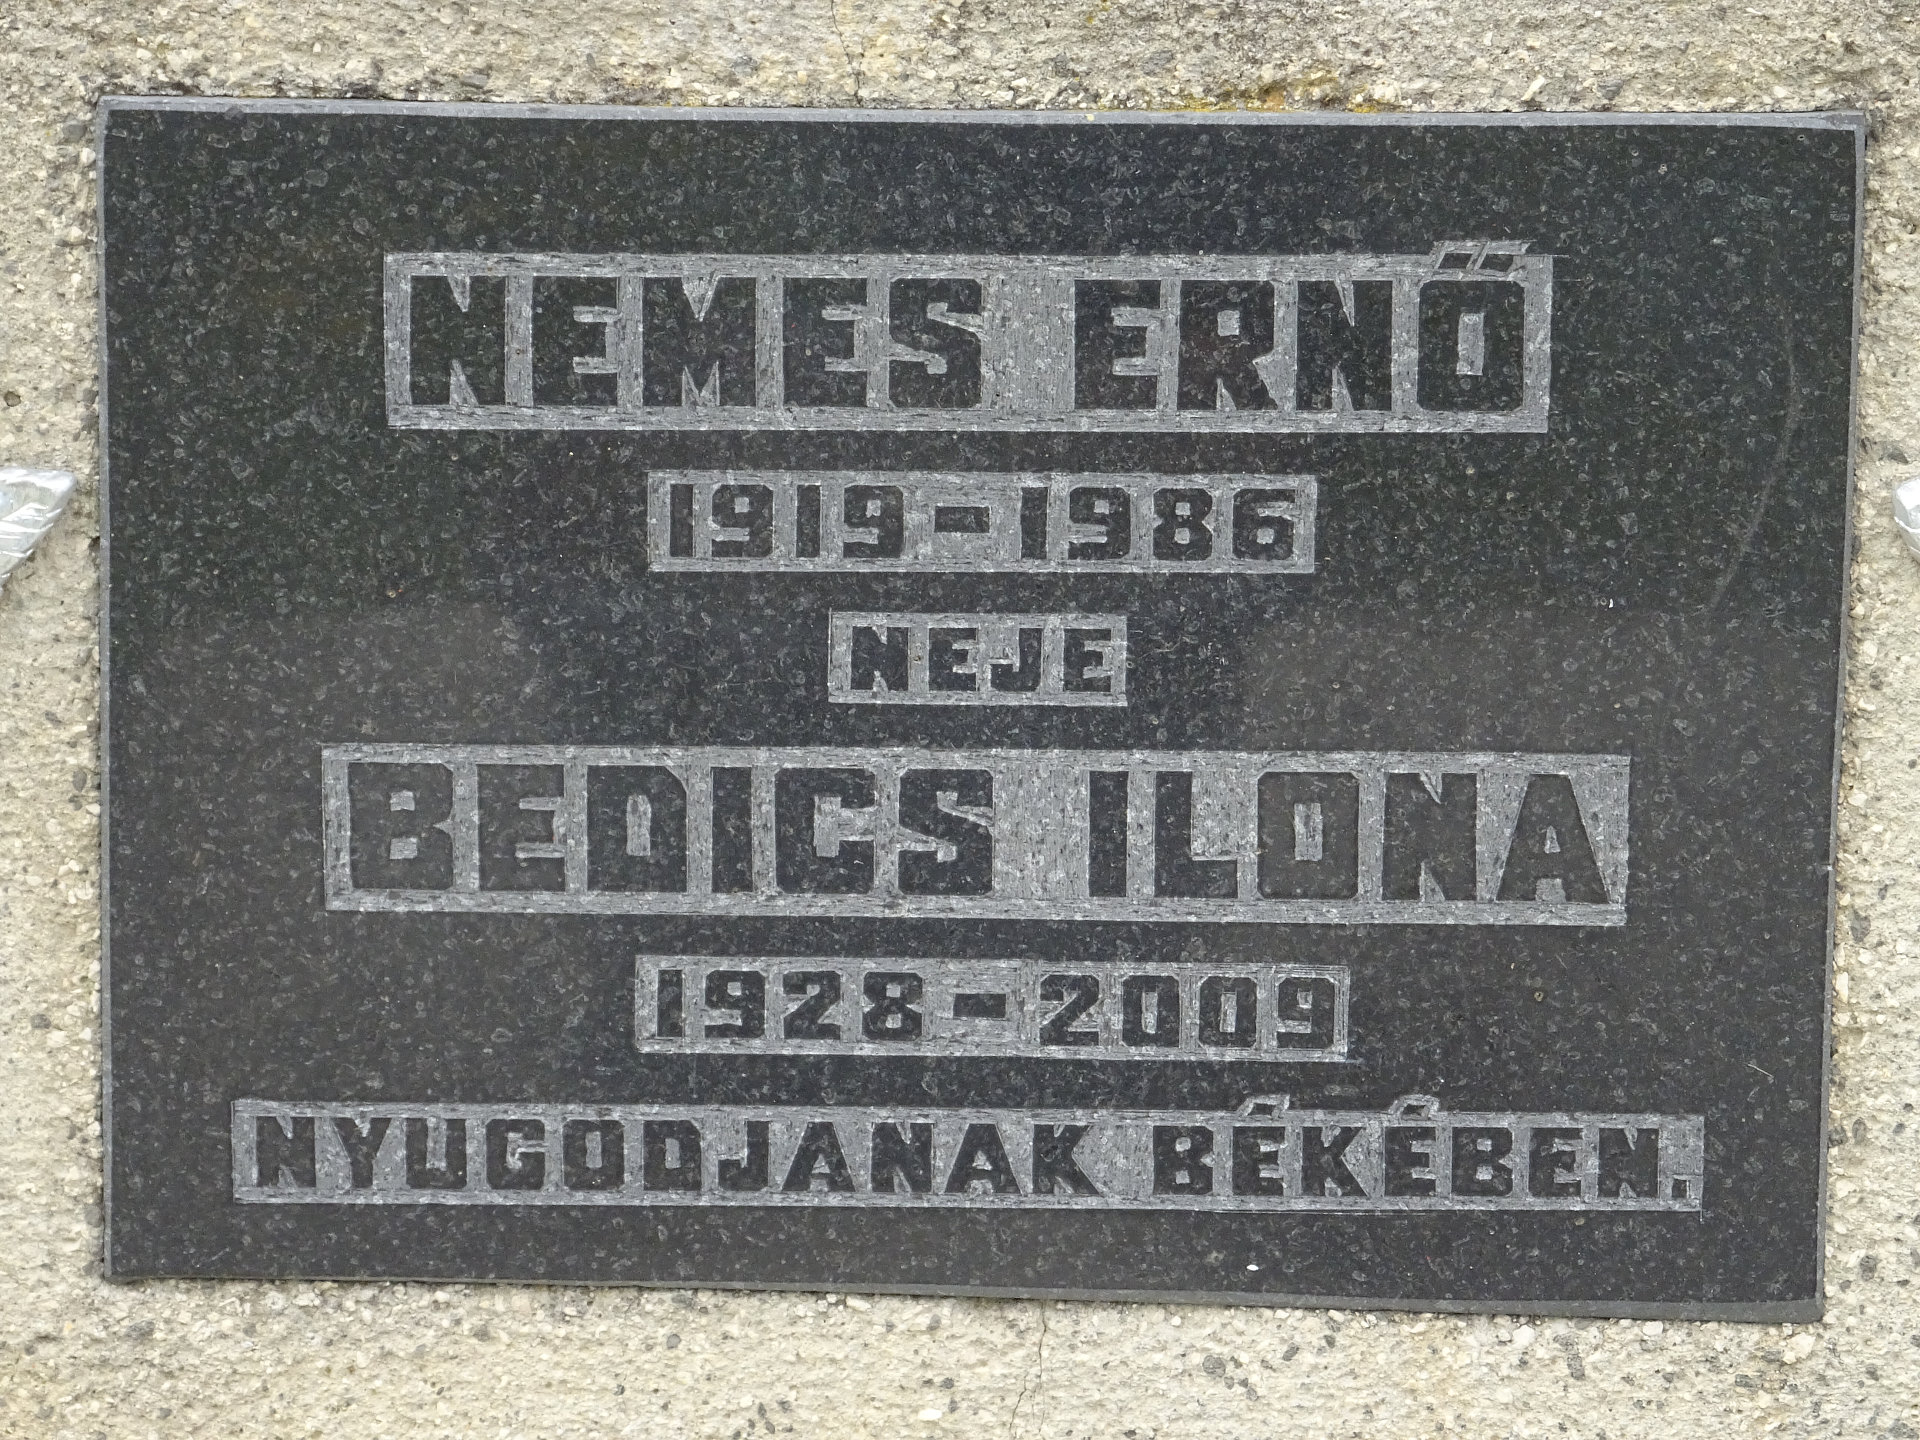 NEMES ERNŐ
1919-1986
NEJE
BEDICS ILONA
1928-2009
NYUGODJANAK BÉKÉBEN.